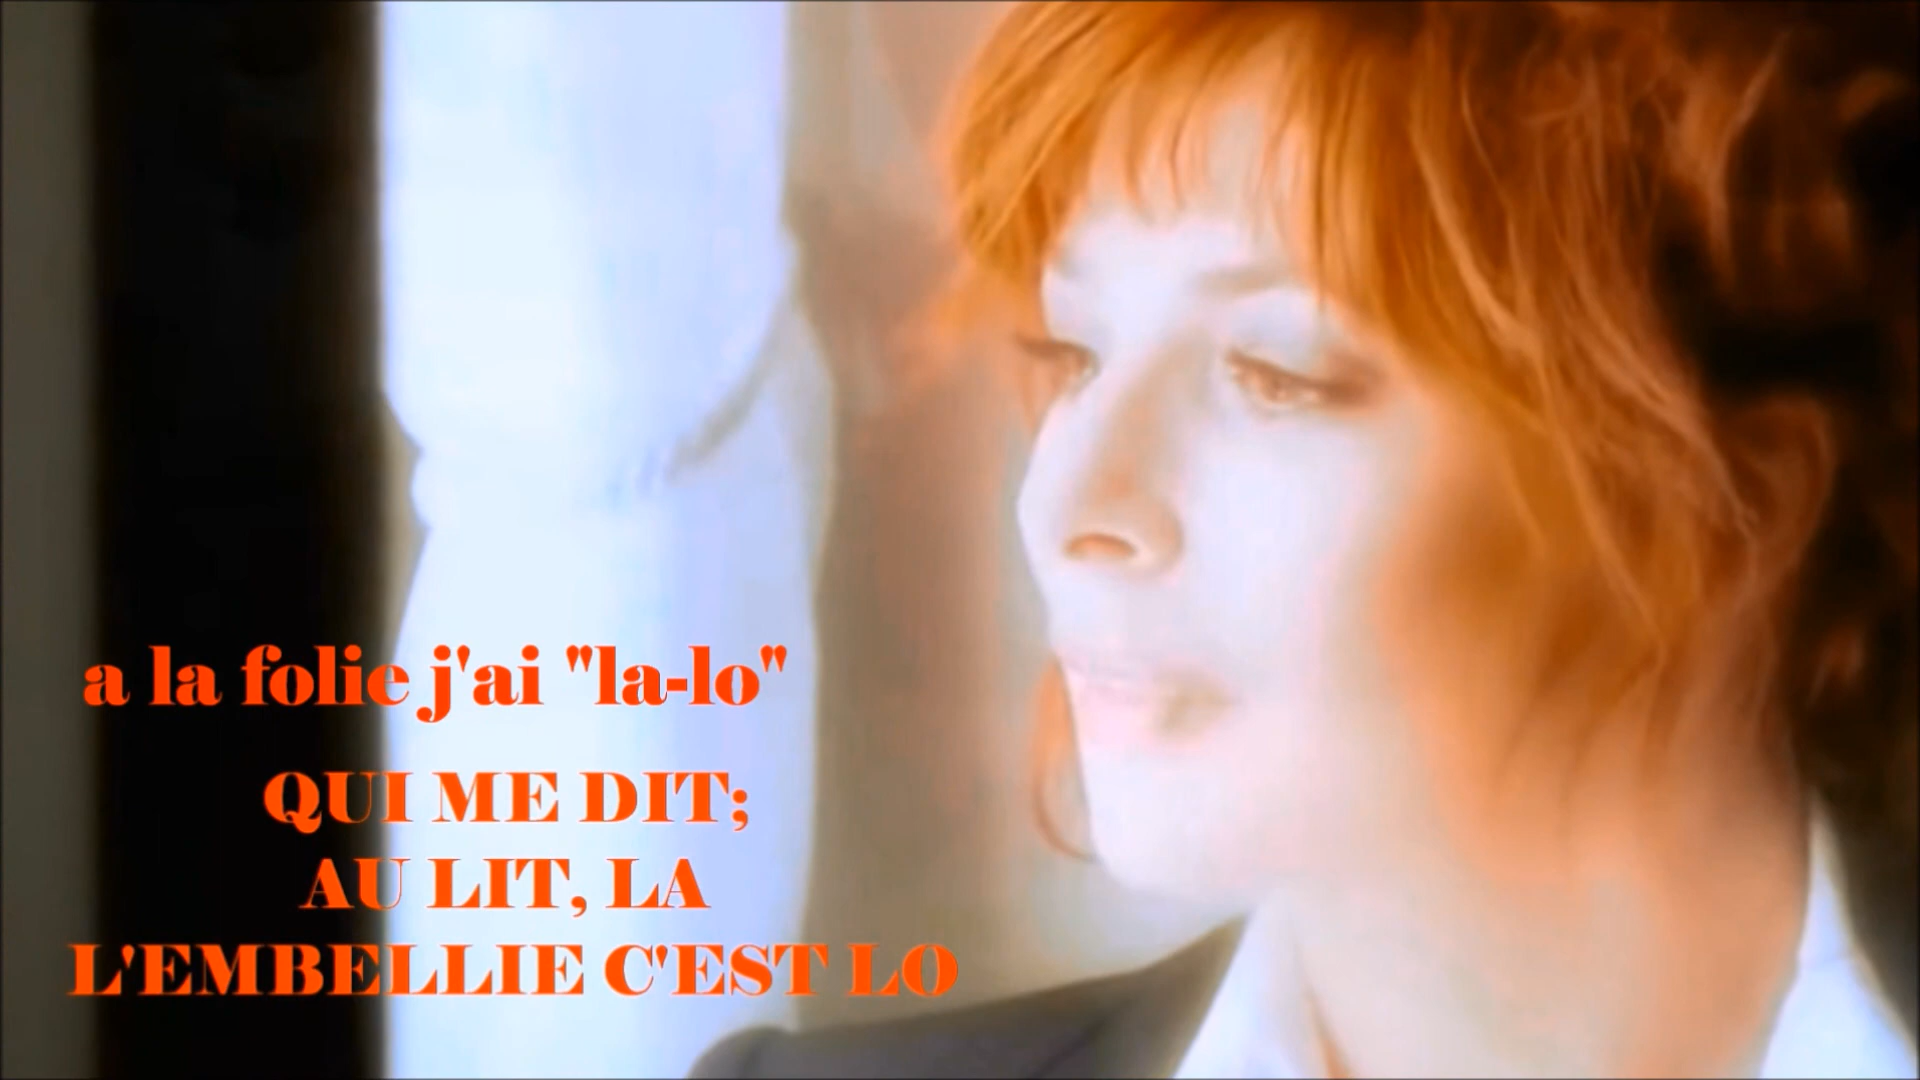 a la folie j'ai "la-lo"
QUI ME DIT;
AU LIT, LA
L'EMBELLIE C'EST LO